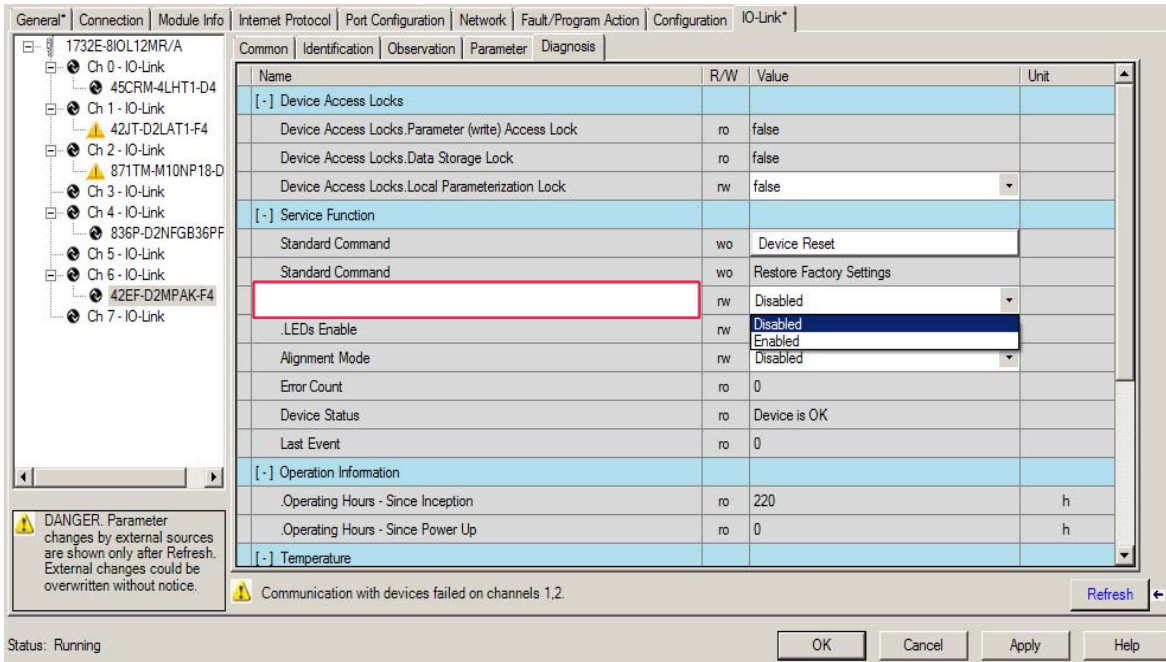 General* Connection Module Info Internet Protocol Port Configuration Network Fault/Program Action Configuration IO-Link*
1732E-8IOL12MR/A
Ch 0 - IO-Link
45CRM-4LHT1-D4
Ch 1 - IO-Link
42JT-D2LAT1-F4
Ch 2 - IO-Link
871TM-M10NP18-D
Ch 3 - IO-Link
Ch 4 - IO-Link
836P-D2NFGB36PF
Ch 5 - IO-Link
Ch 6 - IO-Link
42EF-D2MPAK-F4
Ch 7 - IO-Link
DANGER. Parameter
changes by external sources
are shown only after Refresh.
External changes could be
overwritten without notice.
Common Identification Observation Parameter Diagnosis
Name R/W Value Unit
[-] Device Access Locks
Device Access Locks.Parameter (write) Access Lock ro false
Device Access Locks.Data Storage Lock ro false
Device Access Locks.Local Parameterization Lock rw false
[-] Service Function
Standard Command wo Device Reset
Standard Command wo Restore Factory Settings
rw Disabled
Disabled
Enabled
.LEDs Enable rw
Alignment Mode rw Disabled
Error Count ro 0
Device Status ro Device is OK
Last Event ro 0
[-] Operation Information
.Operating Hours - Since Inception ro 220 h
.Operating Hours - Since Power Up ro 0 h
[-] Temperature
Communication with devices failed on channels 1,2.
Refresh
Status: Running
OK Cancel Apply Help